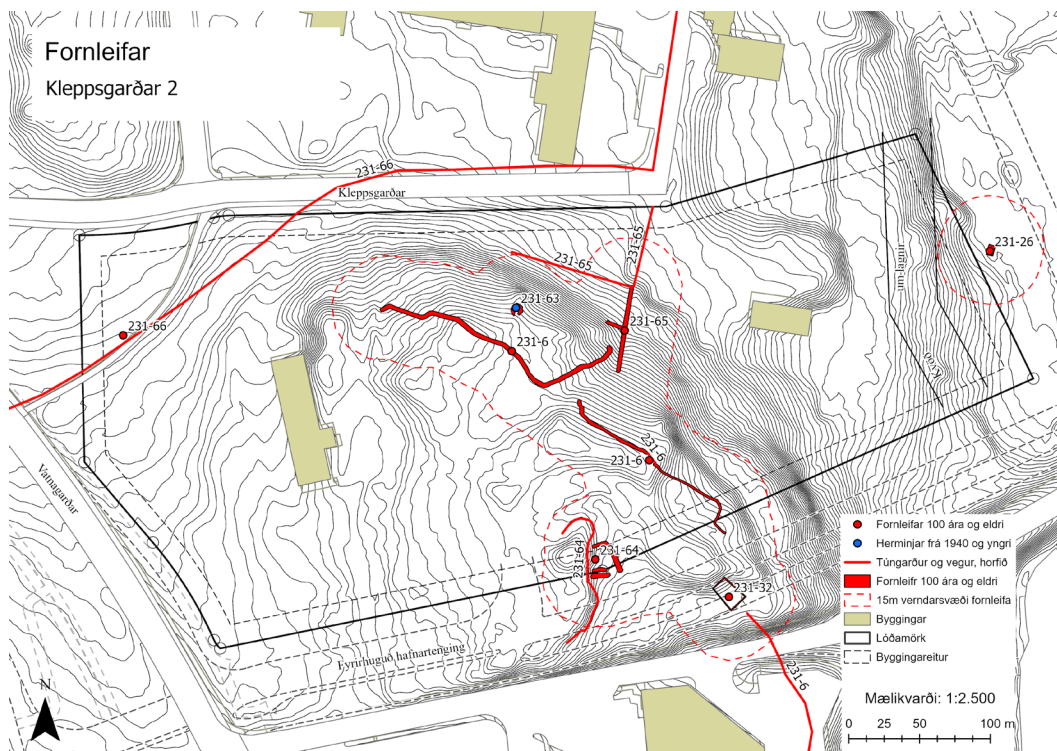 Fornleifar
Kleppsgarðar 2
231-66
Kleppsgarðar
231-65
231-65
231-26
um-lagnir
231-63
231-66
231-65
231-6
Kvöð
231-6
231-6
Vatnagarðar
231-64
231-64
231-32
Fyrirhuguð hafnartenging
231-6
Fornleifar 100 ára og eldri
Herminjar frá 1940 og yngri
Túngarður og vegur, horfið
Fornleifr 100 ára og eldri
15m verndarsvæði fornleifa
Byggingar
Lóðamörk
Byggingareitur
N
Mælikvarði: 1:2.500
0 25 50 100 m